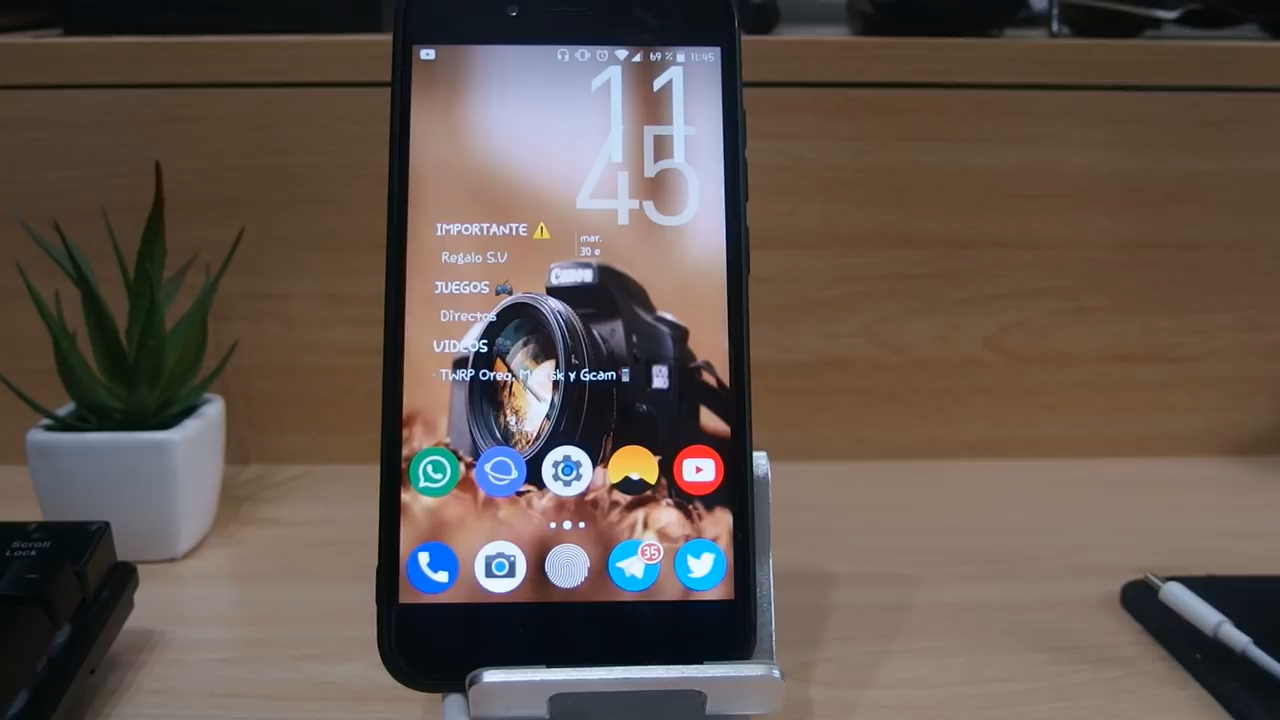 69 % 11:45
11
45
IMPORTANTE ⚠️
mar.
30 e
Regalo S.V
Canon
JUEGOS 🎮
Directos
VIDEOS
· TWRP Oreo, M sk y Gcam
35
Scroll
Lock